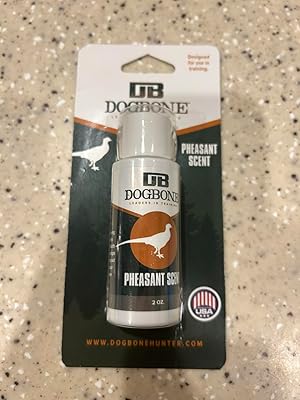 DB
DOGBONE
Designed
for use in
training.
PHEASANT
SCENT
DB
DOGBONE
LEADERS IN TRAINING
PHEASANT SCENT
2 OZ.
USA
WWW.DOGBONEHUNTER.COM